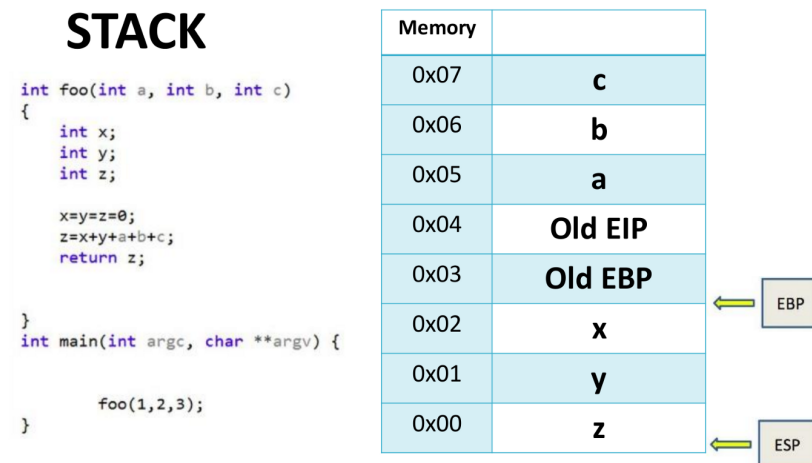 STACK
int foo(int a, int b, int c)
{
int x;
int y;
int z;
x=y=z=0;
z=x+y+a+b+c;
return z;
}
int main(int argc, char **argv) {
foo(1,2,3);
}
Memory
0x07 c
0x06 b
0x05 a
0x04 Old EIP
0x03 Old EBP
0x02 x
0x01 y
0x00 z
EBP
ESP